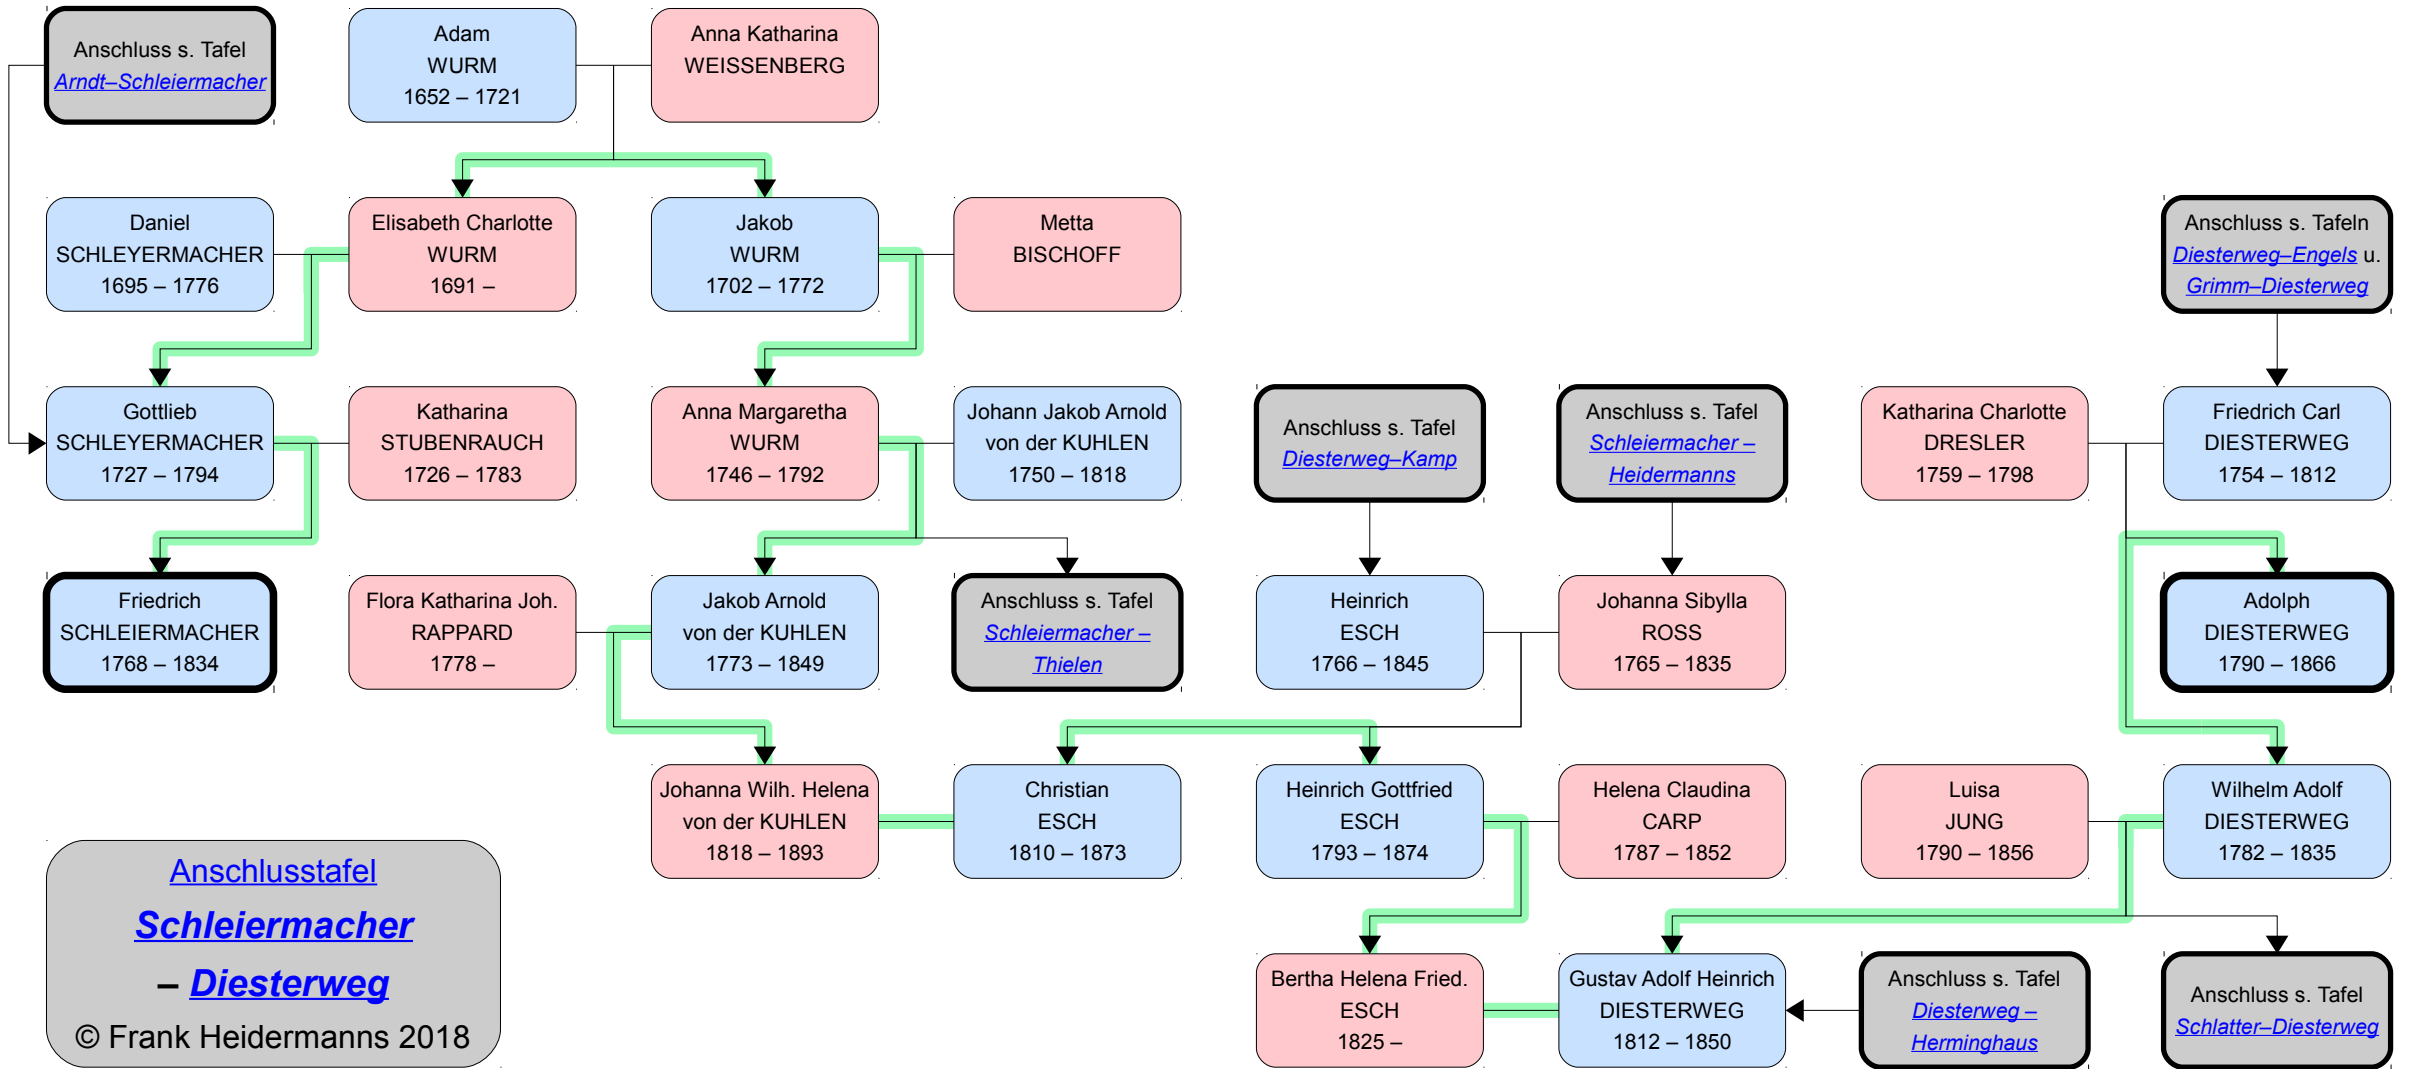 Anschluss s. Tafel
Arndt–Schleiermacher
Adam
WURM
1652 – 1721
Anna Katharina
WEISSENBERG
Daniel
SCHLEYERMACHER
1695 – 1776
Elisabeth Charlotte
WURM
1691 –
Jakob
WURM
1702 – 1772
Metta
BISCHOFF
Anschluss s. Tafeln
Diesterweg–Engels u.
Grimm–Diesterweg
Gottlieb
SCHLEYERMACHER
1727 – 1794
Katharina
STUBENRAUCH
1726 – 1783
Anna Margaretha
WURM
1746 – 1792
Johann Jakob Arnold
von der KUHLEN
1750 – 1818
Anschluss s. Tafel
Diesterweg–Kamp
Anschluss s. Tafel
Schleiermacher –
Heidermanns
Katharina Charlotte
DRESLER
1759 – 1798
Friedrich Carl
DIESTERWEG
1754 – 1812
Friedrich
SCHLEIERMACHER
1768 – 1834
Flora Katharina Joh.
RAPPARD
1778 –
Jakob Arnold
von der KUHLEN
1773 – 1849
Anschluss s. Tafel
Schleiermacher –
Thielen
Heinrich
ESCH
1766 – 1845
Johanna Sibylla
ROSS
1765 – 1835
Adolph
DIESTERWEG
1790 – 1866
Johanna Wilh. Helena
von der KUHLEN
1818 – 1893
Christian
ESCH
1810 – 1873
Heinrich Gottfried
ESCH
1793 – 1874
Helena Claudina
CARP
1787 – 1852
Luisa
JUNG
1790 – 1856
Wilhelm Adolf
DIESTERWEG
1782 – 1835
Anschlusstafel
Schleiermacher
– Diesterweg
© Frank Heidermanns 2018
Bertha Helena Fried.
ESCH
1825 –
Gustav Adolf Heinrich
DIESTERWEG
1812 – 1850
Anschluss s. Tafel
Diesterweg –
Herminghaus
Anschluss s. Tafel
Schlatter–Diesterweg